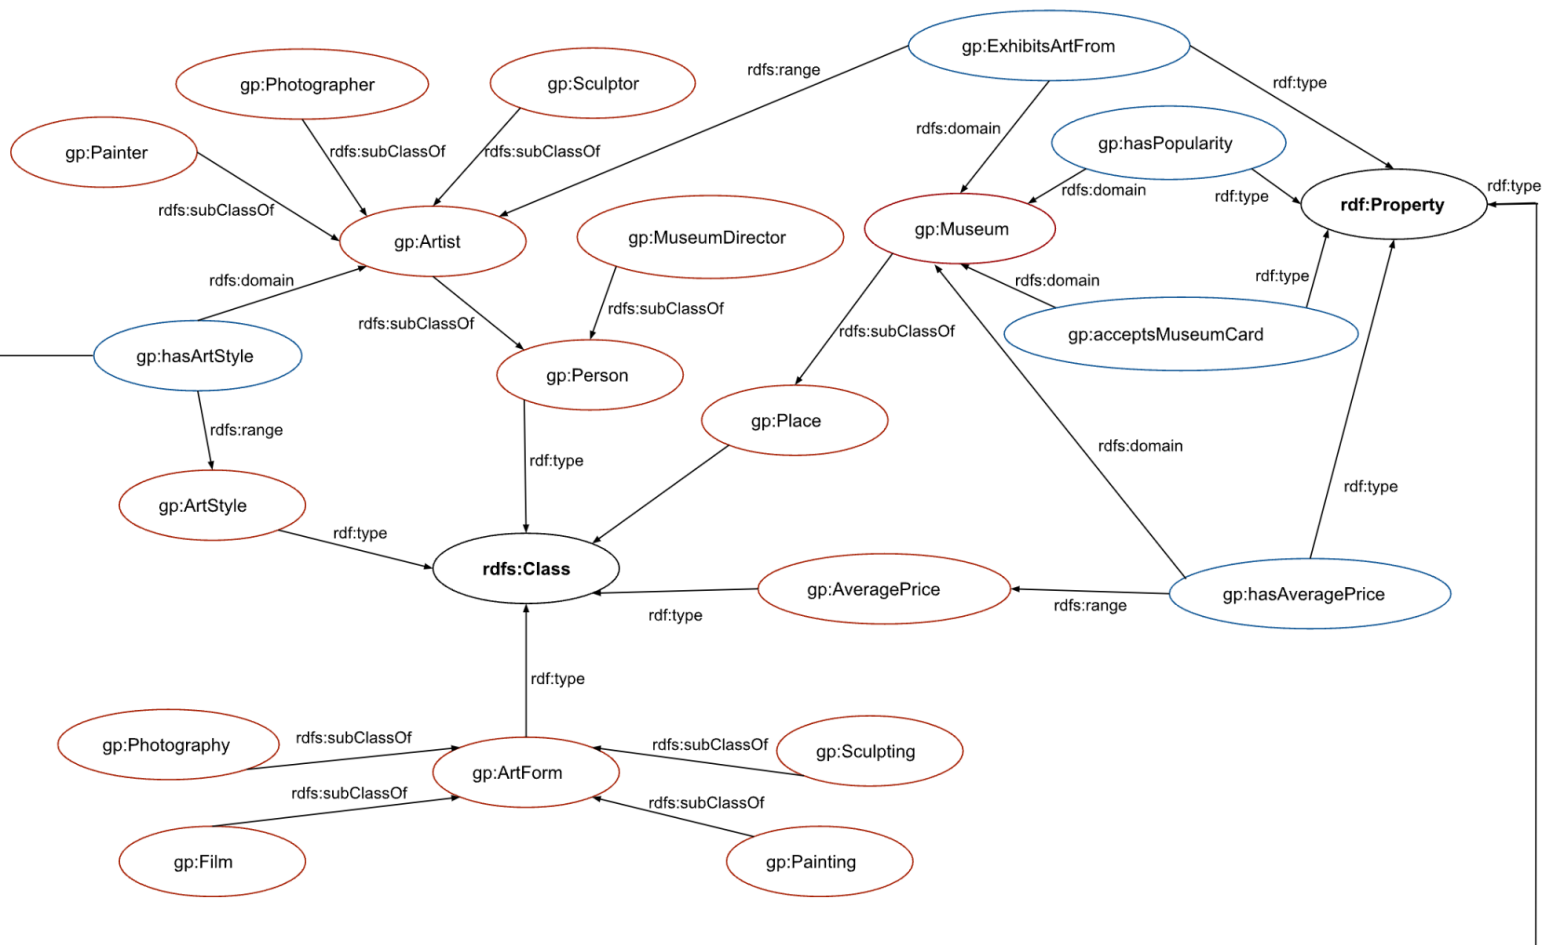 gp:ExhibitsArtFrom
rdfs:range
gp:Photographer
gp:Sculptor
rdf:type
rdfs:domain
gp:hasPopularity
gp:Painter
rdfs:subClassOf
rdfs:subClassOf
rdfs:domain
rdf:type
rdf:type
rdf:Property
rdfs:subClassOf
gp:Artist
gp:MuseumDirector
gp:Museum
rdfs:domain
rdfs:domain
rdf:type
rdfs:subClassOf
rdfs:subClassOf
rdfs:subClassOf
gp:acceptsMuseumCard
gp:hasArtStyle
gp:Person
gp:Place
rdfs:range
rdfs:domain
rdf:type
rdf:type
gp:ArtStyle
rdf:type
rdfs:Class
gp:AveragePrice
gp:hasAveragePrice
rdfs:range
rdf:type
rdf:type
gp:Photography
rdfs:subClassOf
rdfs:subClassOf
gp:Sculpting
gp:ArtForm
rdfs:subClassOf
rdfs:subClassOf
gp:Film
gp:Painting